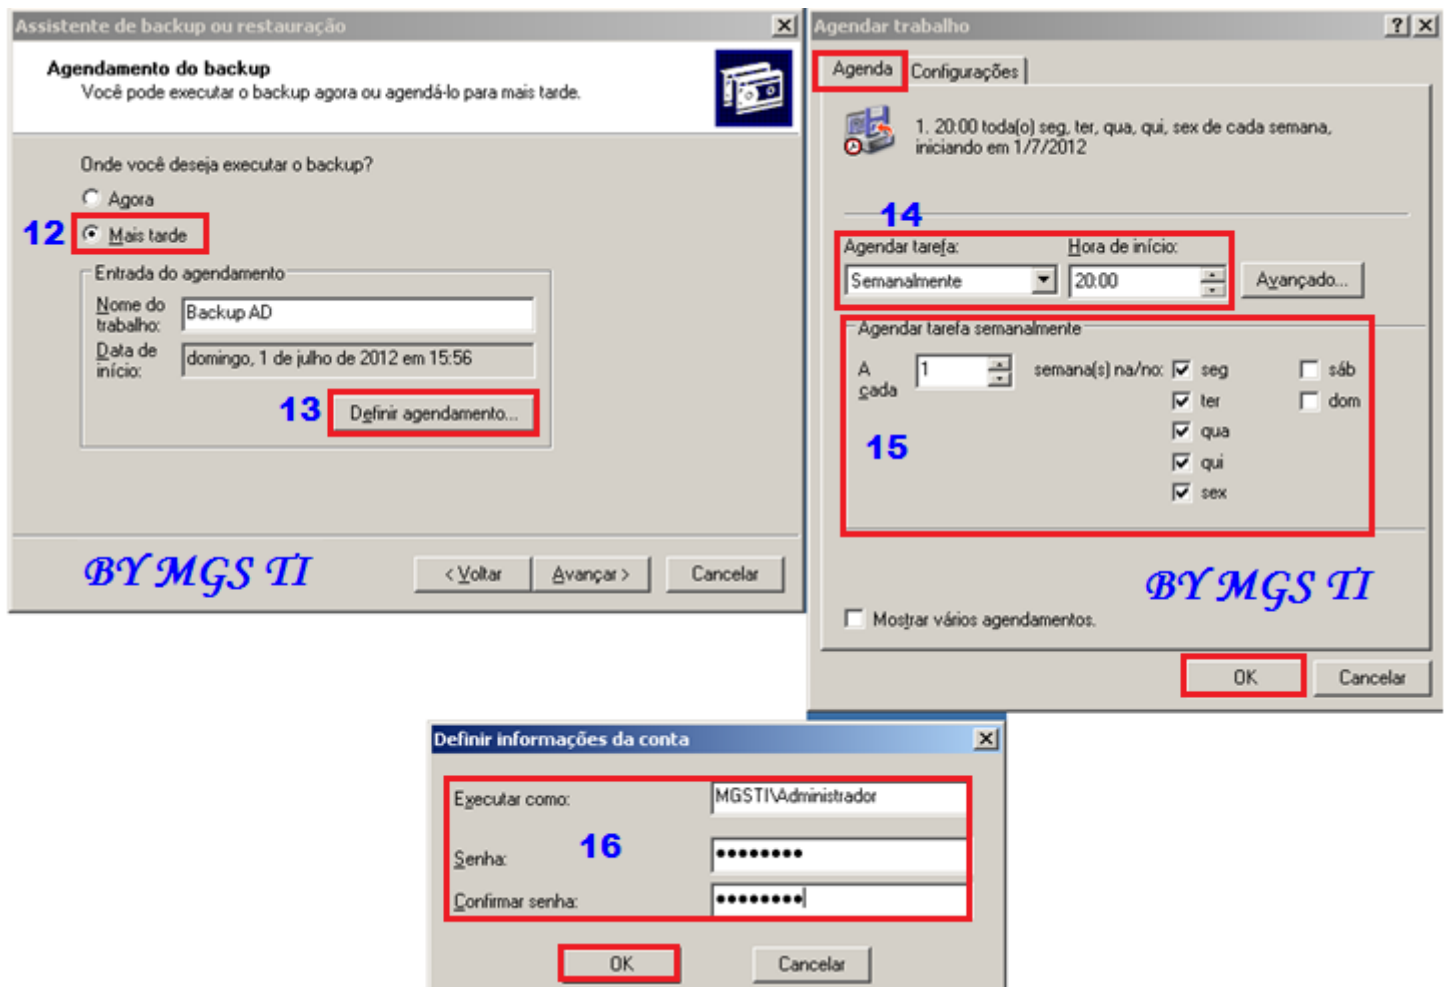 Assistente de backup ou restauração
Agendamento do backup
Você pode executar o backup agora ou agendá-lo para mais tarde.
Onde você deseja executar o backup?
Agora
12
Mais tarde
Entrada do agendamento
Nome do trabalho:
Backup AD
Data de início:
domingo, 1 de julho de 2012 em 15:56
13
Definir agendamento...
BY MGS TI
< Voltar
Avançar >
Cancelar
Agendar trabalho
Agenda
Configurações
1. 20:00 toda(o) seg, ter, qua, qui, sex de cada semana,
iniciando em 1/7/2012
14
Agendar tarefa:
Hora de início:
Semanalmente
20:00
Avançado...
Agendar tarefa semanalmente
A cada
1
semana(s) na/no:
seg
sáb
ter
dom
qua
15
qui
sex
BY MGS TI
Mostrar vários agendamentos.
OK
Cancelar
Definir informações da conta
Executar como:
MGSTI\Administrador
16
Senha:
●●●●●●●●
Confirmar senha:
●●●●●●●●
OK
Cancelar